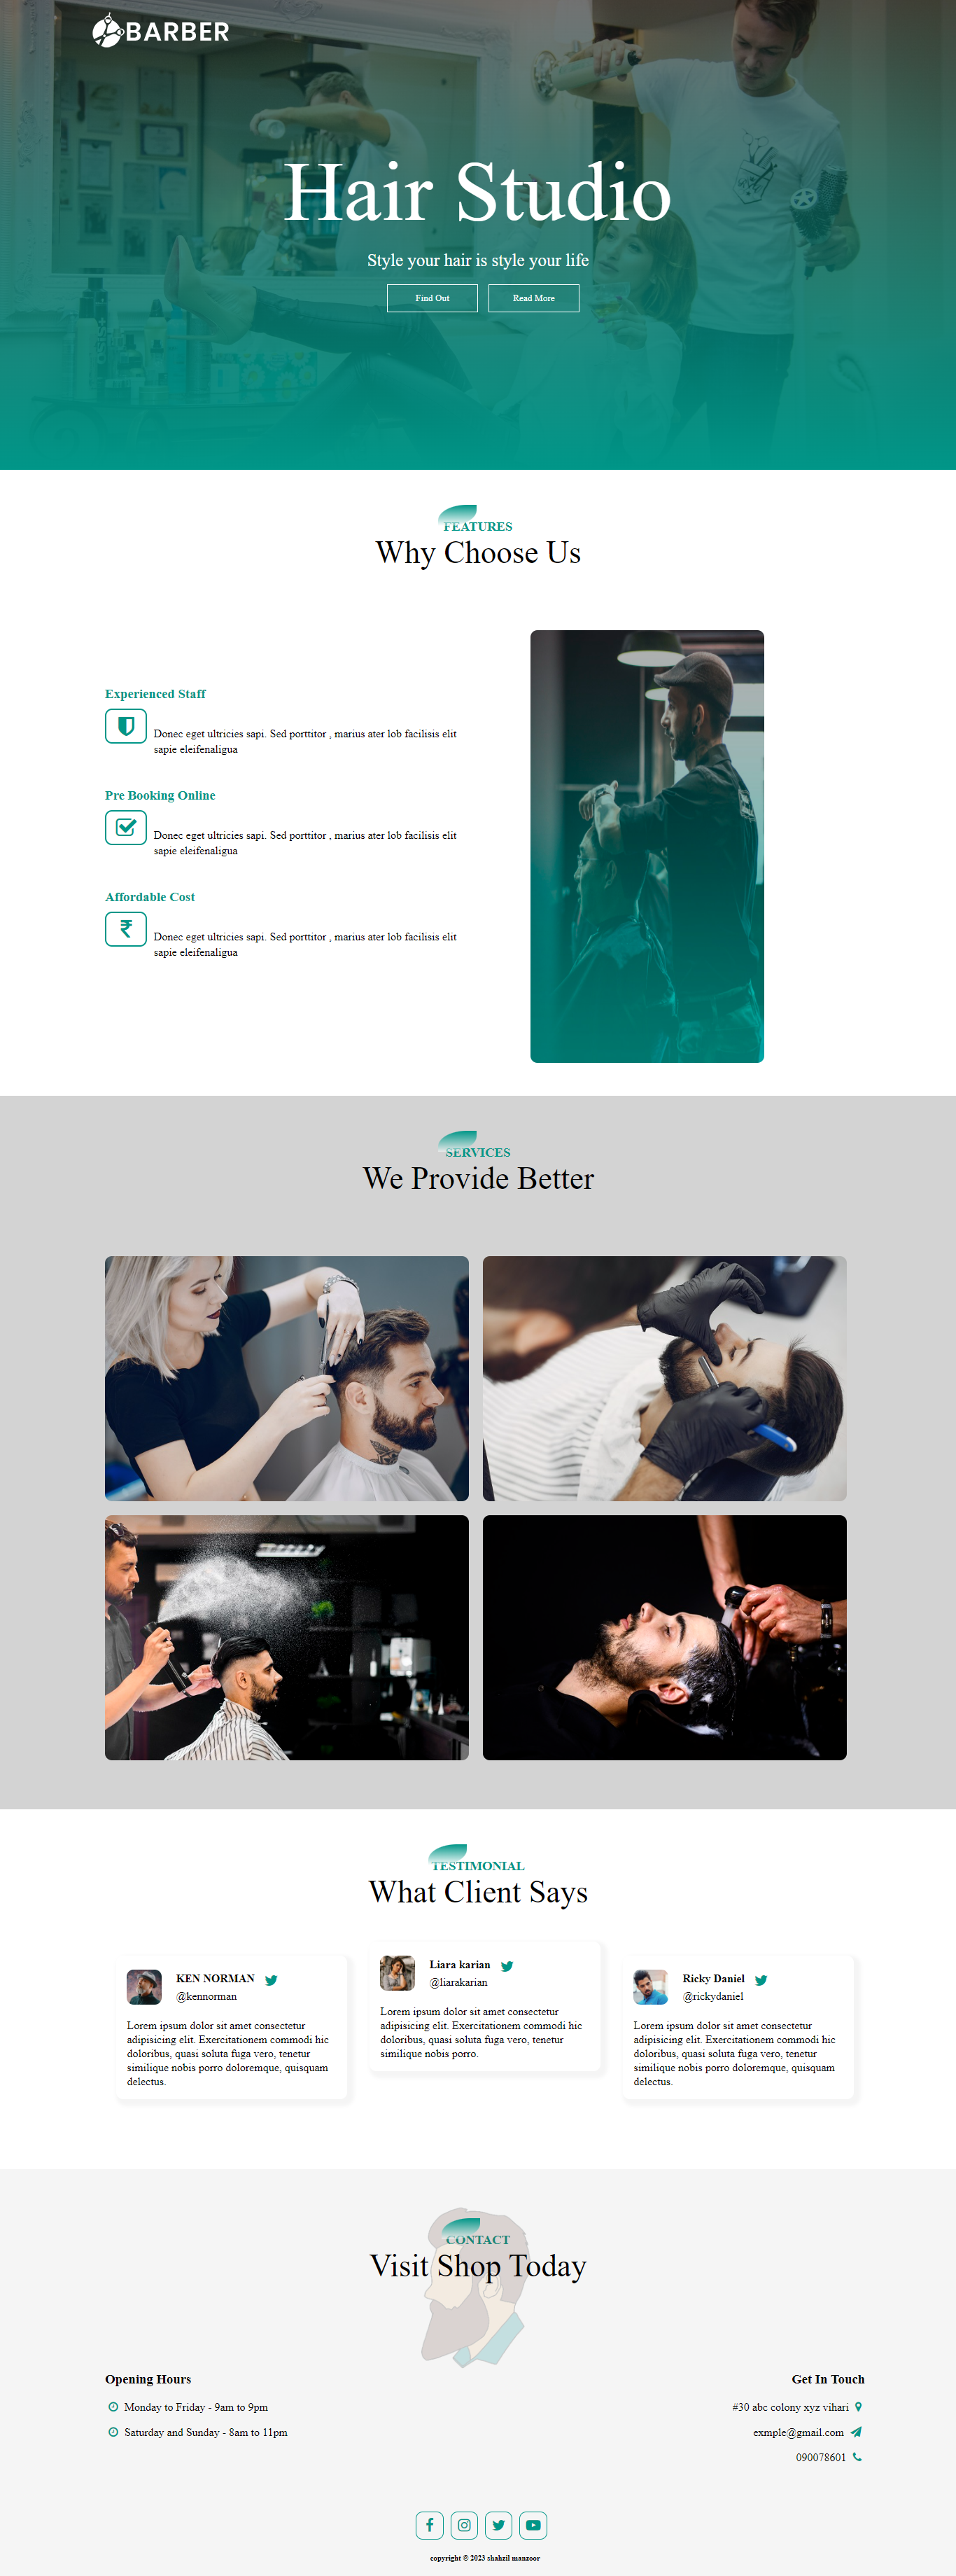 BARBER
Hair Studio
Style your hair is style your life
Find Out
Read More
FEATURES
Why Choose Us
Experienced Staff
Donec eget ultricies sapi. Sed porttitor , marius ater lob facilisis elit
sapie eleifenaligua
Pre Booking Online
Donec eget ultricies sapi. Sed porttitor , marius ater lob facilisis elit
sapie eleifenaligua
Affordable Cost
Donec eget ultricies sapi. Sed porttitor , marius ater lob facilisis elit
sapie eleifenaligua
SERVICES
We Provide Better
TESTIMONIAL
What Client Says
KEN NORMAN
@kennorman
Lorem ipsum dolor sit amet consectetur
adipisicing elit. Exercitationem commodi hic
doloribus, quasi soluta fuga vero, tenetur
similique nobis porro doloremque, quisquam
delectus.
Liara karian
@liarakarian
Lorem ipsum dolor sit amet consectetur
adipisicing elit. Exercitationem commodi hic
doloribus, quasi soluta fuga vero, tenetur
similique nobis porro.
Ricky Daniel
@rickydaniel
Lorem ipsum dolor sit amet consectetur
adipisicing elit. Exercitationem commodi hic
doloribus, quasi soluta fuga vero, tenetur
similique nobis porro doloremque, quisquam
delectus.
CONTACT
Visit Shop Today
Opening Hours
Monday to Friday - 9am to 9pm
Saturday and Sunday - 8am to 11pm
Get In Touch
#30 abc colony xyz vihari
exmple@gmail.com
090078601
copyright © 2023 shahzil manzoor